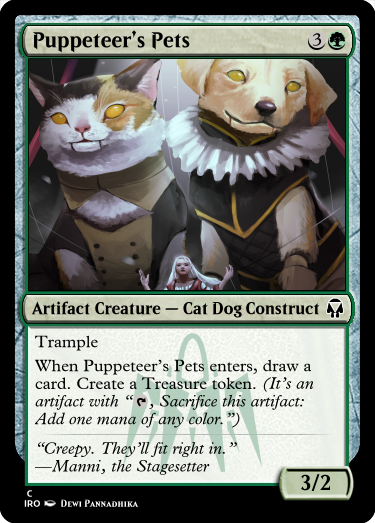 Puppeteer's Pets 3
Artifact Creature — Cat Dog Construct
Trample
When Puppeteer's Pets enters, draw a
card. Create a Treasure token. (It's an
artifact with “, Sacrifice this artifact:
Add one mana of any color.”)
“Creepy. They'll fit right in.”
—Manni, the Stagesetter
3/2
C
IRO Dewi Pannadhika